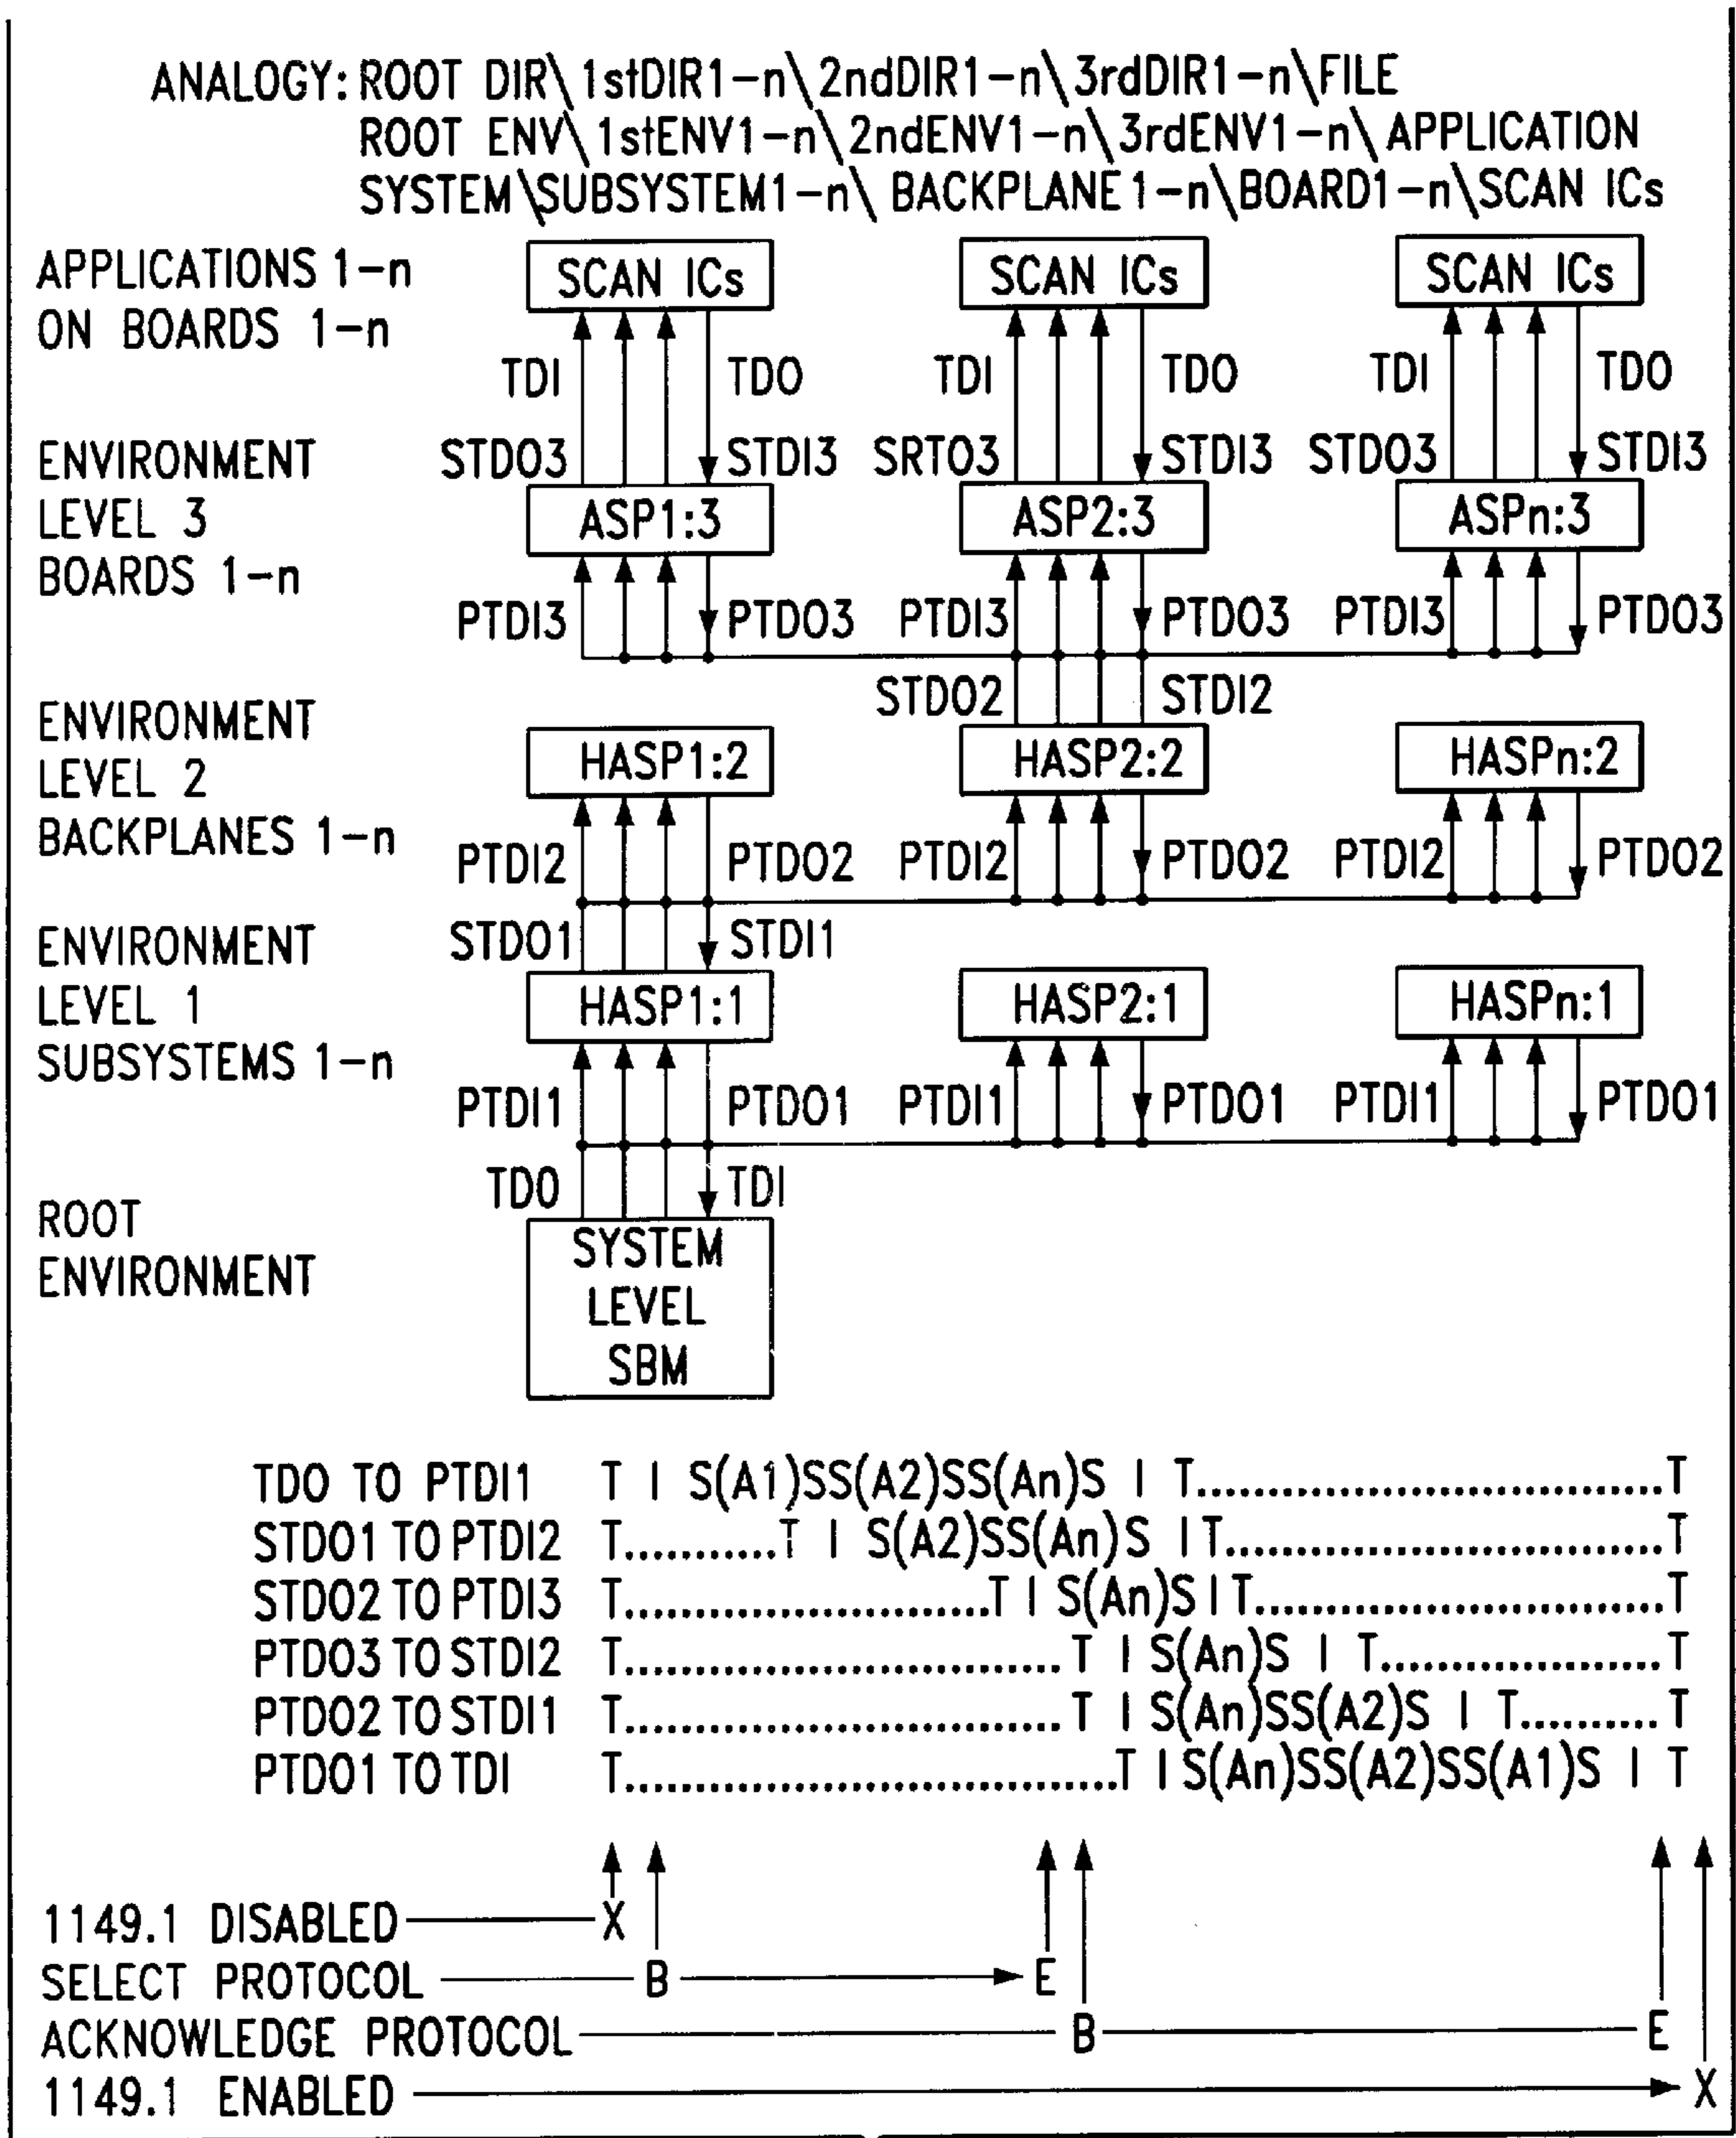 ANALOGY: ROOT DIR\1stDIR1-n\2ndDIR1-n\3rdDIR1-n\FILE
ROOT ENV\1stENV1-n\2ndENV1-n\3rdENV1-n\APPLICATION
SYSTEM\SUBSYSTEM1-n\BACKPLANE1-n\BOARD1-n\SCAN ICs
APPLICATIONS 1-n
ON BOARDS 1-n
SCAN ICs SCAN ICs SCAN ICs
TDI TDO TDI TDO TDI TDO
ENVIRONMENT
LEVEL 3
BOARDS 1-n
STDO3 STDI3 SRTO3 STDI3 STDO3 STDI3
ASP1:3 ASP2:3 ASPn:3
PTDI3 PTDO3 PTDI3 PTDO3 PTDI3 PTDO3
STDO2 STDI2
ENVIRONMENT
LEVEL 2
BACKPLANES 1-n
HASP1:2 HASP2:2 HASPn:2
PTDI2 PTDO2 PTDI2 PTDO2 PTDI2 PTDO2
STDO1 STDI1
ENVIRONMENT
LEVEL 1
SUBSYSTEMS 1-n
HASP1:1 HASP2:1 HASPn:1
PTDI1 PTDO1 PTDI1 PTDO1 PTDI1 PTDO1
TDO TDI
ROOT
ENVIRONMENT
SYSTEM
LEVEL
SBM
TDO TO PTDI1 T I S(A1)SS(A2)SS(An)S I T.................................T
STDO1 TO PTDI2 T...........T I S(A2)SS(An)S IT...............................T
STDO2 TO PTDI3 T..........................T I S(An)SIT.............................T
PTDO3 TO STDI2 T............................... T I S(An)S I T....................T
PTDO2 TO STDI1 T............................... T I S(An)SS(A2)S I T..........T
PTDO1 TO TDI T...................................T I S(An)SS(A2)SS(A1)S I T
1149.1 DISABLED X
SELECT PROTOCOL B E
ACKNOWLEDGE PROTOCOL B E
1149.1 ENABLED X